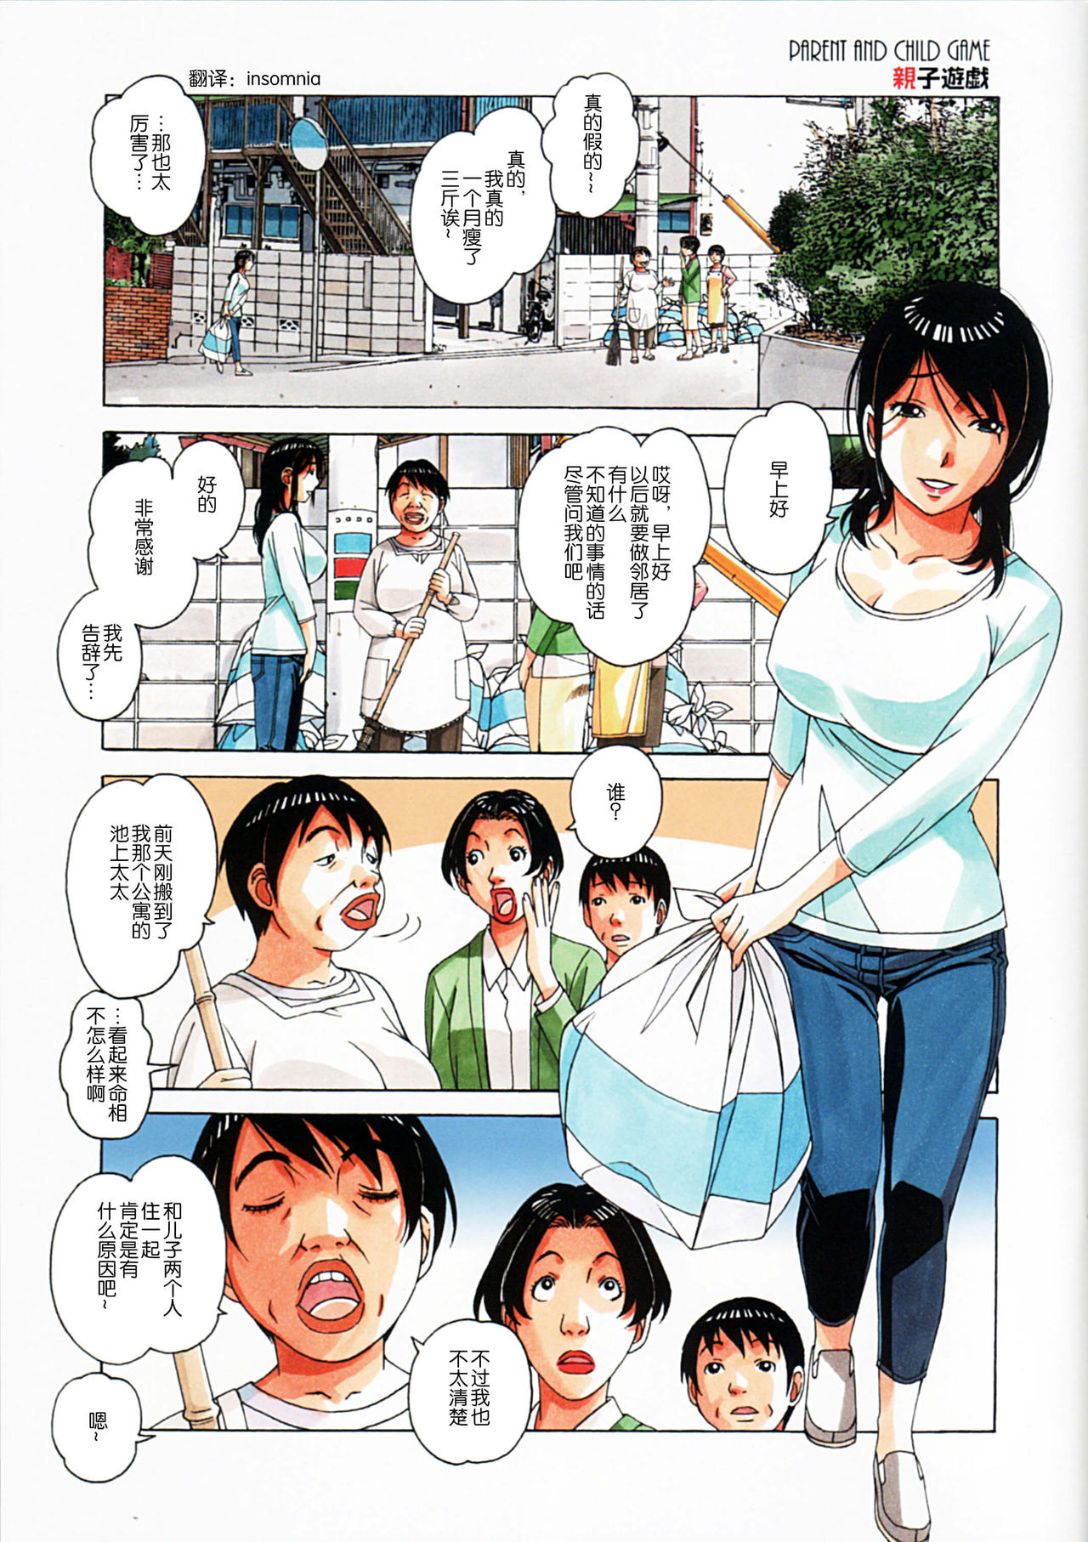 PARENT AND CHILD GAME
親子遊戯
翻译：insomnia
真的假的~~
真的，
我真的
一个月瘦了
三斤诶~
…那也太
厉害了…
早上好
哎呀，早上好
以后就要做邻居了
有什么
不知道的事情的话
尽管问我们吧
好的
非常感谢
我先
告辞了…
谁？
前天刚搬到了
我那个公寓的
池上太太
…看起来命相
不怎么样啊
和儿子两个人
住一起
肯定是有
什么原因吧~
不过我也
不太清楚
嗯~